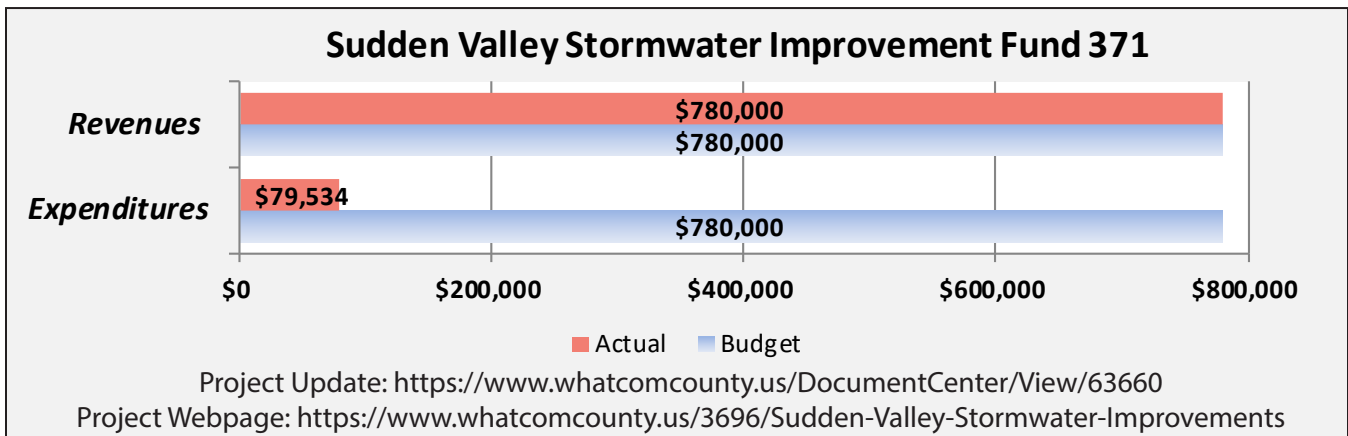 Sudden Valley Stormwater Improvement Fund 371
Revenues
$780,000
$780,000
Expenditures
$79,534
$780,000
$0 $200,000 $400,000 $600,000 $800,000
Actual Budget
Project Update: https://www.whatcomcounty.us/DocumentCenter/View/63660
Project Webpage: https://www.whatcomcounty.us/3696/Sudden-Valley-Stormwater-Improvements